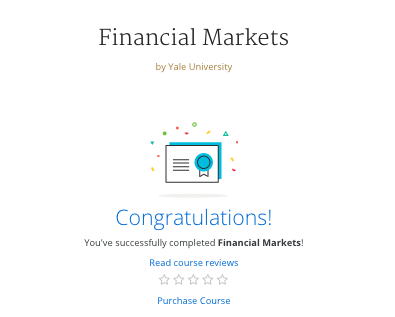 Financial Markets
by Yale University
Congratulations!
You've successfully completed Financial Markets!
Read course reviews
Purchase Course